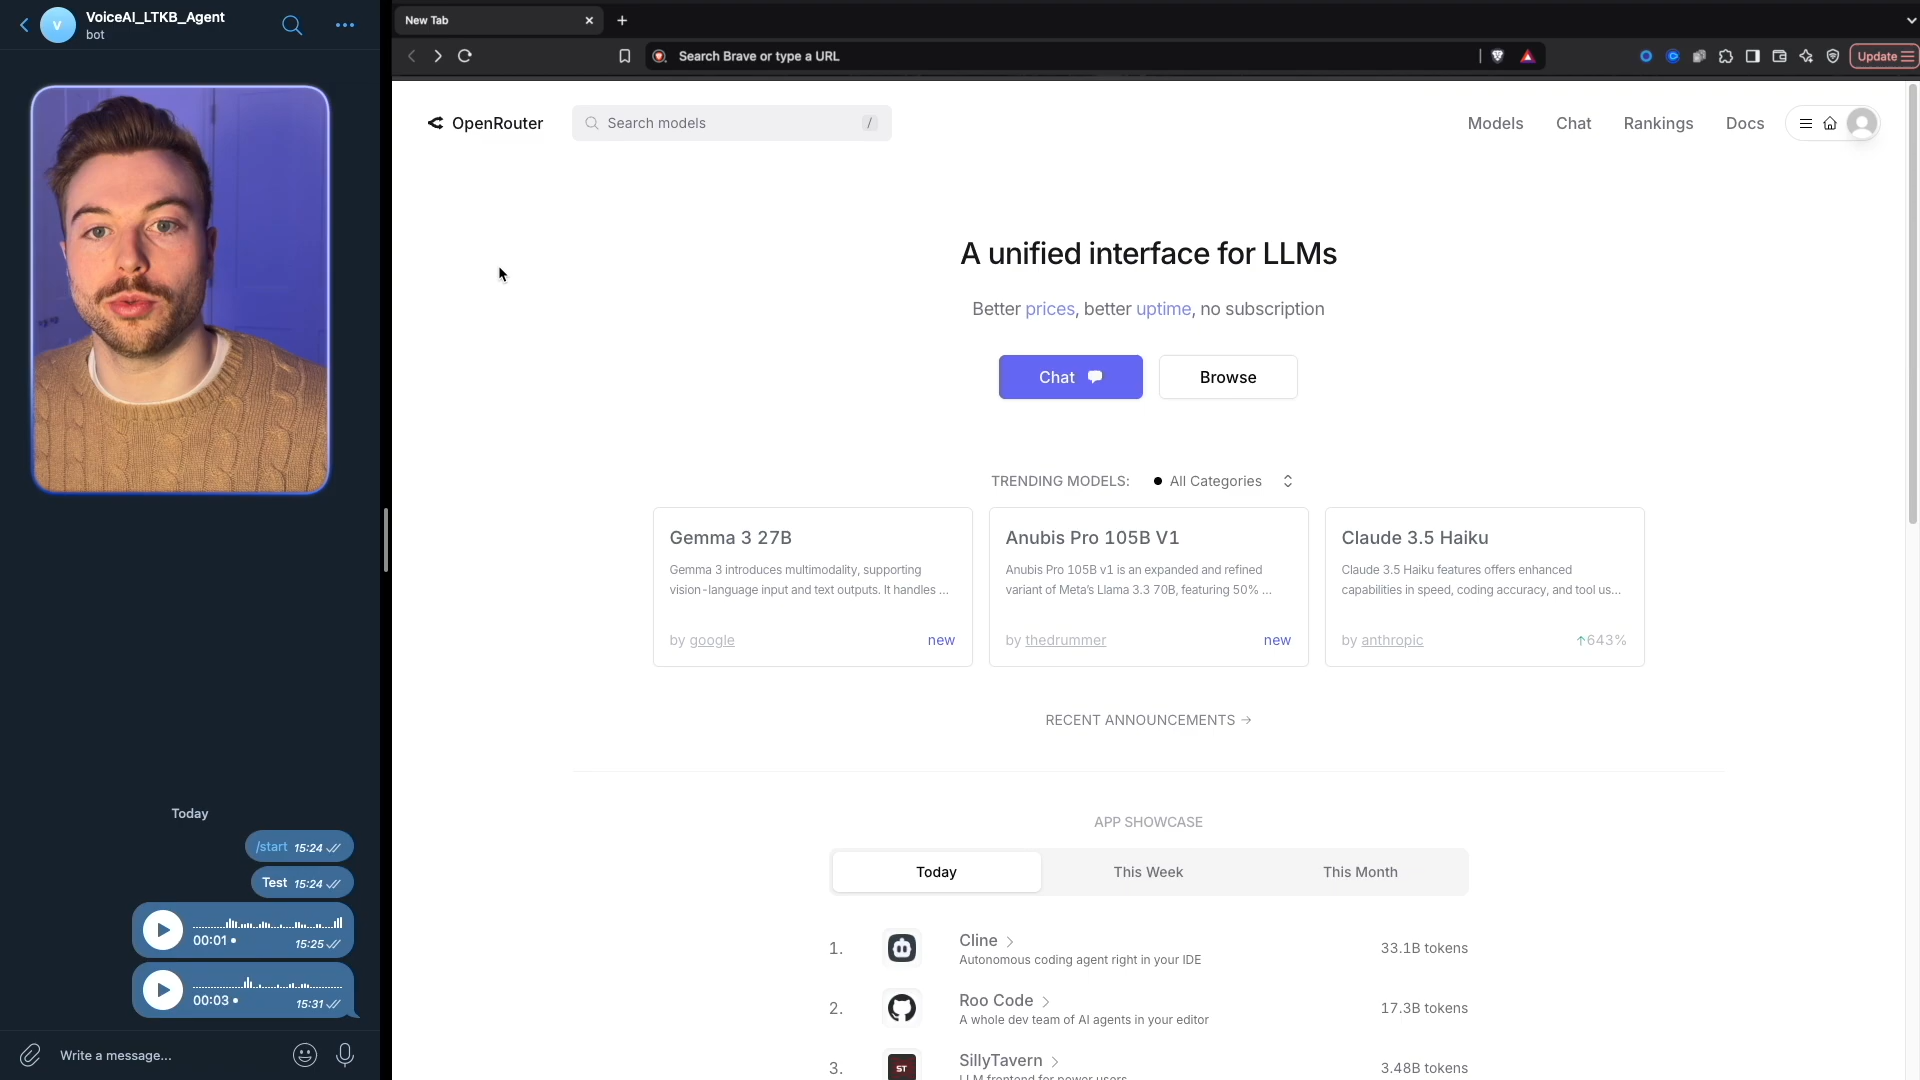 VoiceAI_LTKB_Agent
bot
V
Today
/start 15:24
Test 15:24
00:01 15:25
00:03 15:31
Write a message...
New Tab
Search Brave or type a URL
Update
OpenRouter
Search models /
Models Chat Rankings Docs
A unified interface for LLMs
Better prices, better uptime, no subscription
Chat Browse
TRENDING MODELS: All Categories
Gemma 3 27B
Gemma 3 introduces multimodality, supporting
vision-language input and text outputs. It handles ...
by google new
Anubis Pro 105B V1
Anubis Pro 105B v1 is an expanded and refined
variant of Meta's Llama 3.3 70B, featuring 50% ...
by thedrummer new
Claude 3.5 Haiku
Claude 3.5 Haiku features offers enhanced
capabilities in speed, coding accuracy, and tool us...
by anthropic ↑643%
RECENT ANNOUNCEMENTS →
APP SHOWCASE
Today This Week This Month
1. Cline 33.1B tokens
Autonomous coding agent right in your IDE
2. Roo Code 17.3B tokens
A whole dev team of AI agents in your editor
3. ST SillyTavern 3.48B tokens
LLM frontend for power users